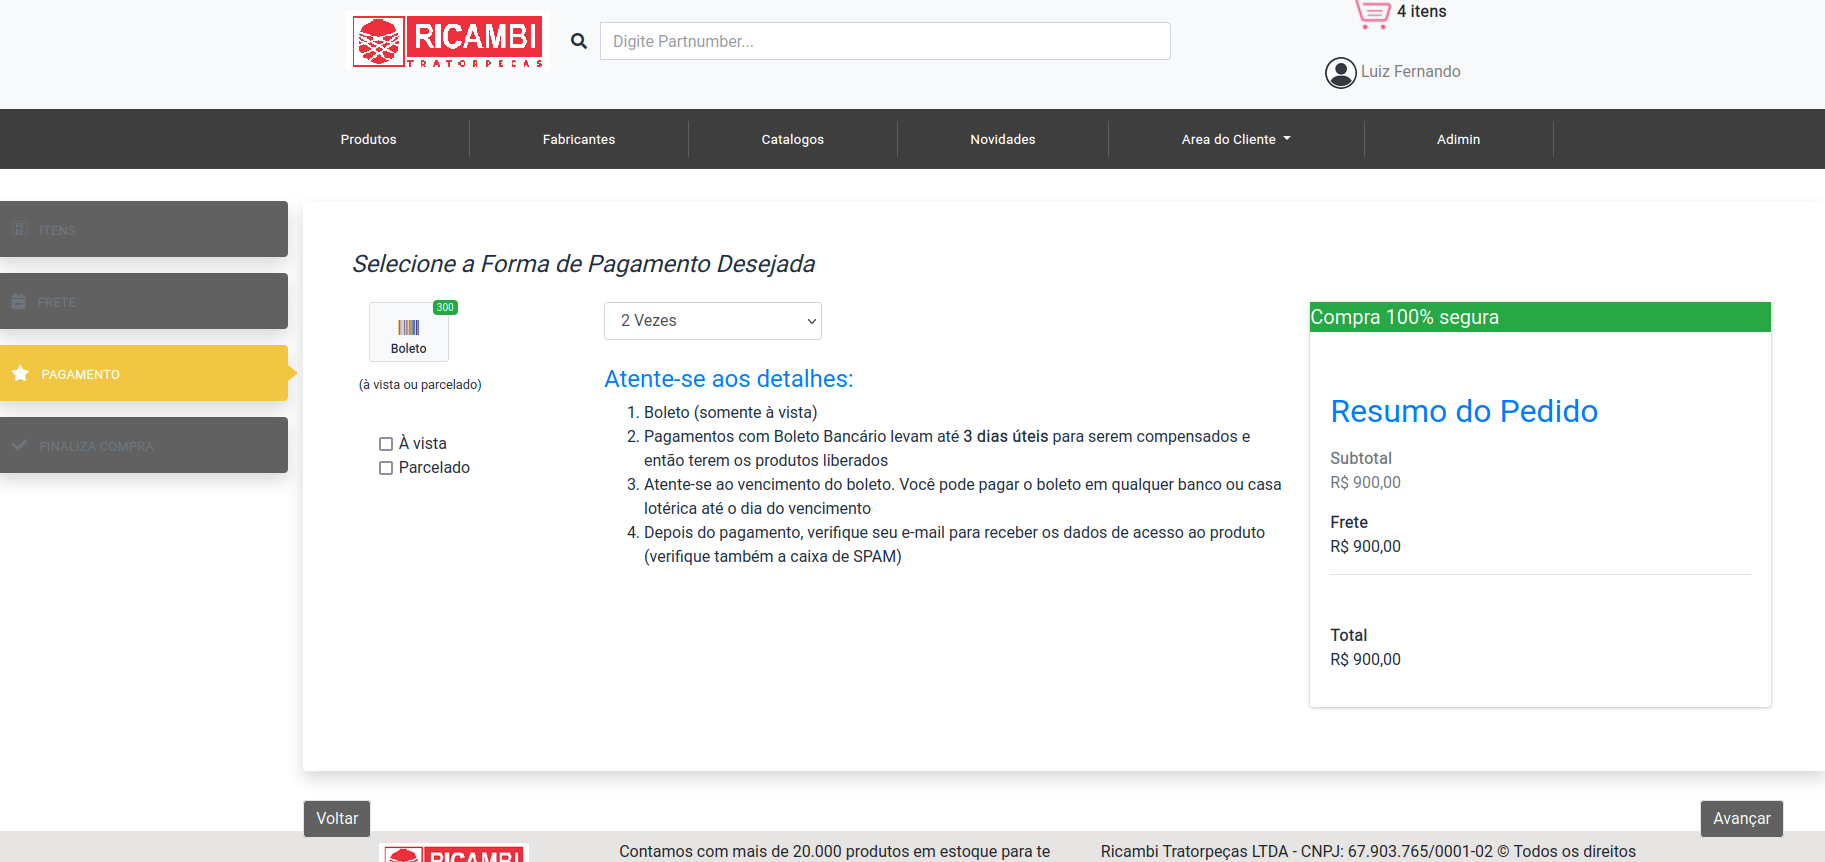 RICAMBI
TRATORPEÇAS
Digite Partnumber...
4 itens
Luiz Fernando
Produtos
Fabricantes
Catalogos
Novidades
Area do Cliente
Admin
ITENS
FRETE
PAGAMENTO
FINALIZA COMPRA
Selecione a Forma de Pagamento Desejada
300
Boleto
(à vista ou parcelado)
À vista
Parcelado
2 Vezes
Atente-se aos detalhes:
1. Boleto (somente à vista)
2. Pagamentos com Boleto Bancário levam até 3 dias úteis para serem compensados e
então terem os produtos liberados
3. Atente-se ao vencimento do boleto. Você pode pagar o boleto em qualquer banco ou casa
lotérica até o dia do vencimento
4. Depois do pagamento, verifique seu e-mail para receber os dados de acesso ao produto
(verifique também a caixa de SPAM)
Compra 100% segura
Resumo do Pedido
Subtotal
R$ 900,00
Frete
R$ 900,00
Total
R$ 900,00
Voltar
Avançar
RICAMBI
Contamos com mais de 20.000 produtos em estoque para te
Ricambi Tratorpeças LTDA - CNPJ: 67.903.765/0001-02 © Todos os direitos